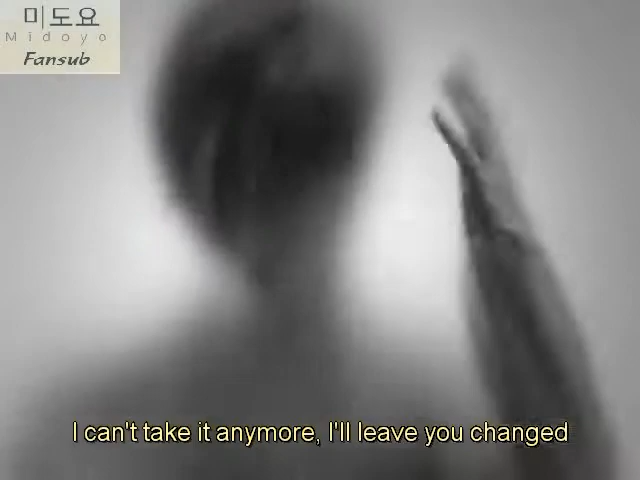 미도요
Midoyo
Fansub
I can't take it anymore, I'll leave you changed